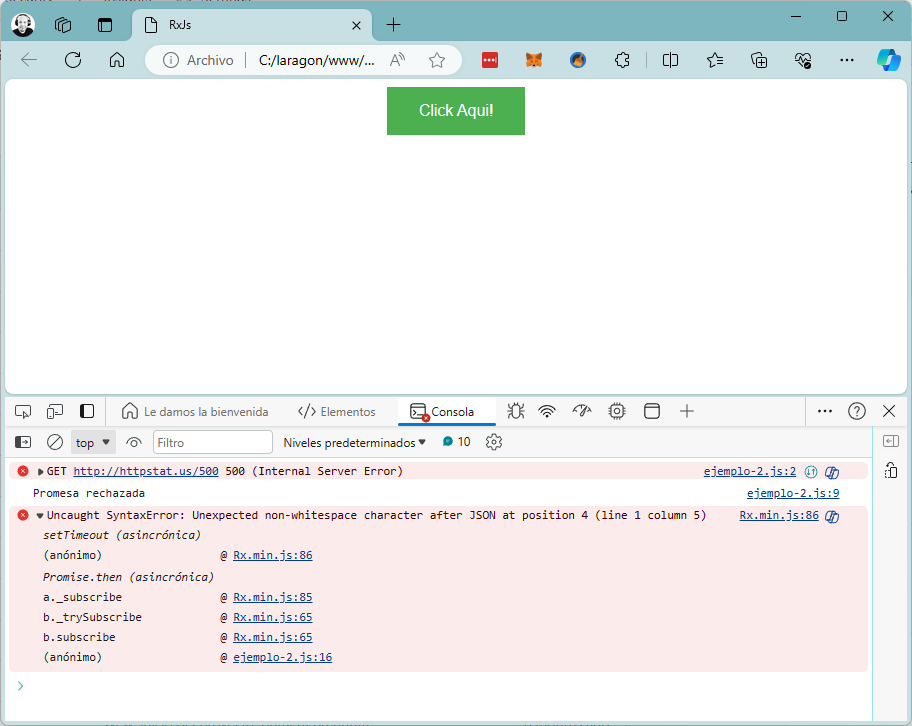 RxJs
Archivo C:/laragon/www/...
Click Aqui!
Le damos la bienvenida Elementos Consola
top Filtro Niveles predeterminados 10
GET http://httpstat.us/500 500 (Internal Server Error) ejemplo-2.js:2
Promesa rechazada ejemplo-2.js:9
Uncaught SyntaxError: Unexpected non-whitespace character after JSON at position 4 (line 1 column 5) Rx.min.js:86
setTimeout (asincrónica)
(anónimo) @ Rx.min.js:86
Promise.then (asincrónica)
a._subscribe @ Rx.min.js:85
b._trySubscribe @ Rx.min.js:65
b.subscribe @ Rx.min.js:65
(anónimo) @ ejemplo-2.js:16